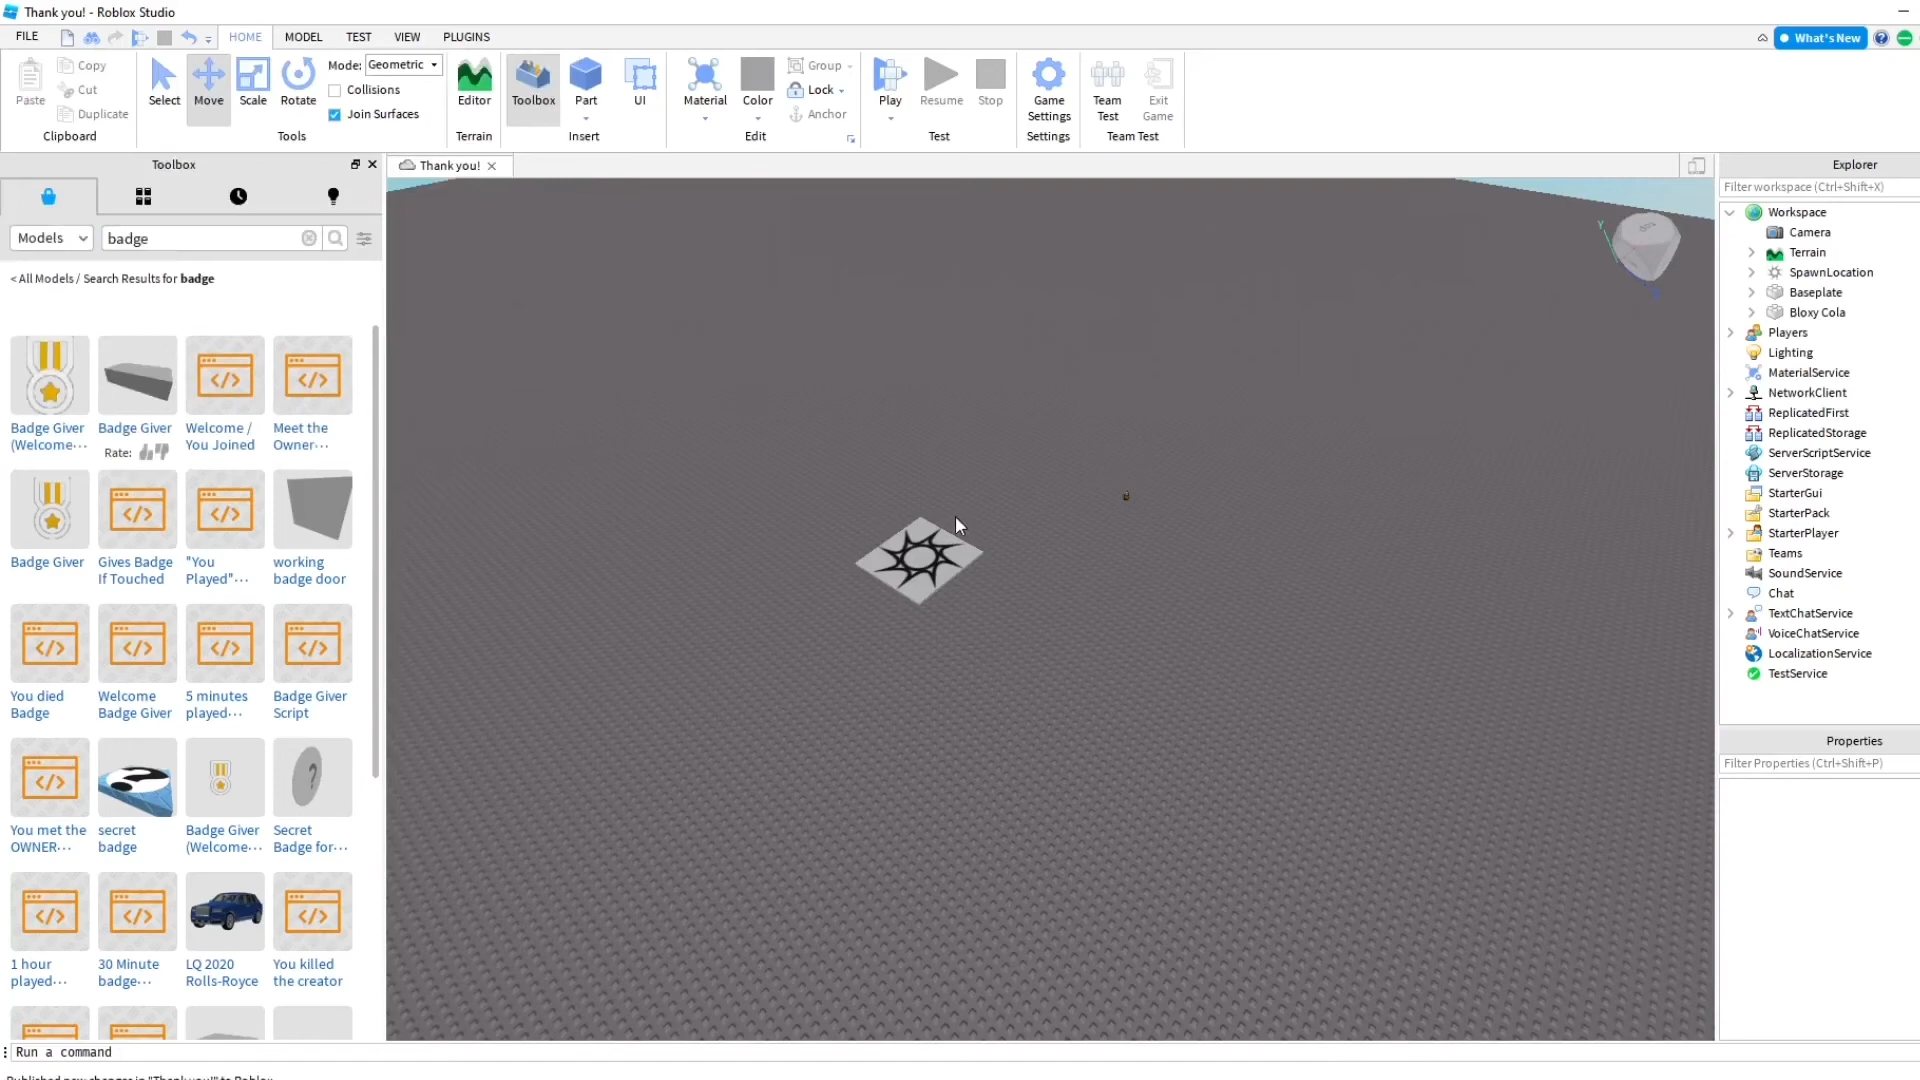 Thank you! - Roblox Studio
FILE
HOME
MODEL
TEST
VIEW
PLUGINS
What's New
Paste
Copy
Cut
Duplicate
Clipboard
Select
Move
Scale
Rotate
Mode: Geometric
Collisions
Join Surfaces
Tools
Editor
Terrain
Toolbox
Part
UI
Insert
Material
Color
Group
Lock
Anchor
Edit
Play
Resume
Stop
Test
Game
Settings
Settings
Team
Test
Exit
Game
Team Test
Toolbox
Models
badge
< All Models / Search Results for badge
Badge Giver
(Welcome···
Badge Giver
Rate:
Welcome /
You Joined
Meet the
Owner···
Badge Giver
Gives Badge
If Touched
"You
Played"···
working
badge door
You died
Badge
Welcome
Badge Giver
5 minutes
played···
Badge Giver
Script
You met the
OWNER···
secret
badge
Badge Giver
(Welcome···
Secret
Badge for···
1 hour
played···
30 Minute
badge···
LQ 2020
Rolls-Royce
You killed
the creator
Thank you!
Y
Explorer
Filter workspace (Ctrl+Shift+X)
Workspace
Camera
Terrain
SpawnLocation
Baseplate
Bloxy Cola
Players
Lighting
MaterialService
NetworkClient
ReplicatedFirst
ReplicatedStorage
ServerScriptService
ServerStorage
StarterGui
StarterPack
StarterPlayer
Teams
SoundService
Chat
TextChatService
VoiceChatService
LocalizationService
TestService
Properties
Filter Properties (Ctrl+Shift+P)
Run a command
Published new changes in "Thank you!" to Roblox